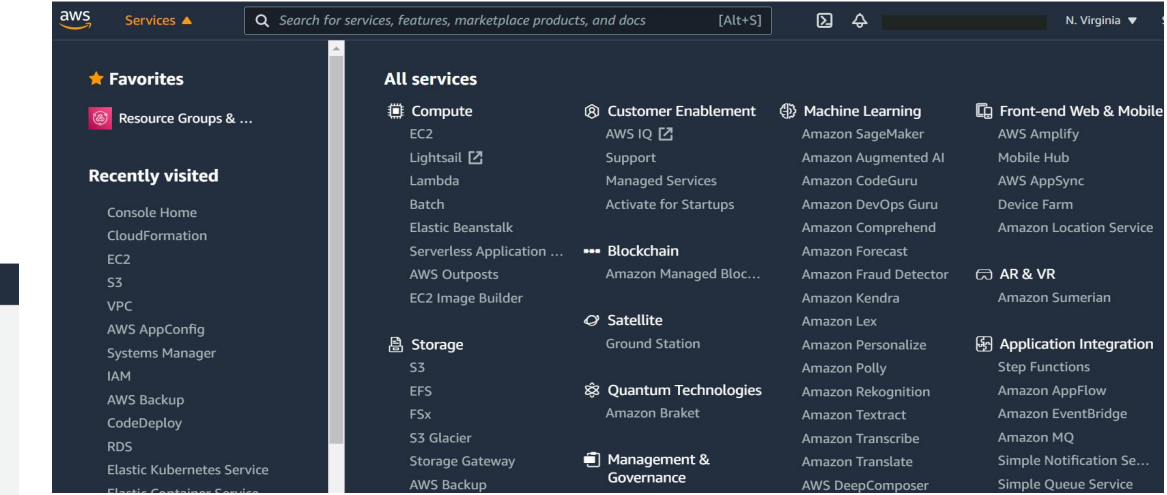 aws
Services ▲
Search for services, features, marketplace products, and docs [Alt+S]
N. Virginia ▼
Favorites
Resource Groups & ...
Recently visited
Console Home
CloudFormation
EC2
S3
VPC
AWS AppConfig
Systems Manager
IAM
AWS Backup
CodeDeploy
RDS
Elastic Kubernetes Service
Elastic Container Service
All services
Compute
EC2
Lightsail
Lambda
Batch
Elastic Beanstalk
Serverless Application ...
AWS Outposts
EC2 Image Builder
Storage
S3
EFS
FSx
S3 Glacier
Storage Gateway
AWS Backup
Customer Enablement
AWS IQ
Support
Managed Services
Activate for Startups
Blockchain
Amazon Managed Bloc...
Satellite
Ground Station
Quantum Technologies
Amazon Braket
Management &
Governance
Machine Learning
Amazon SageMaker
Amazon Augmented AI
Amazon CodeGuru
Amazon DevOps Guru
Amazon Comprehend
Amazon Forecast
Amazon Fraud Detector
Amazon Kendra
Amazon Lex
Amazon Personalize
Amazon Polly
Amazon Rekognition
Amazon Textract
Amazon Transcribe
Amazon Translate
AWS DeepComposer
Front-end Web & Mobile
AWS Amplify
Mobile Hub
AWS AppSync
Device Farm
Amazon Location Service
AR & VR
Amazon Sumerian
Application Integration
Step Functions
Amazon AppFlow
Amazon EventBridge
Amazon MQ
Simple Notification Se...
Simple Queue Service